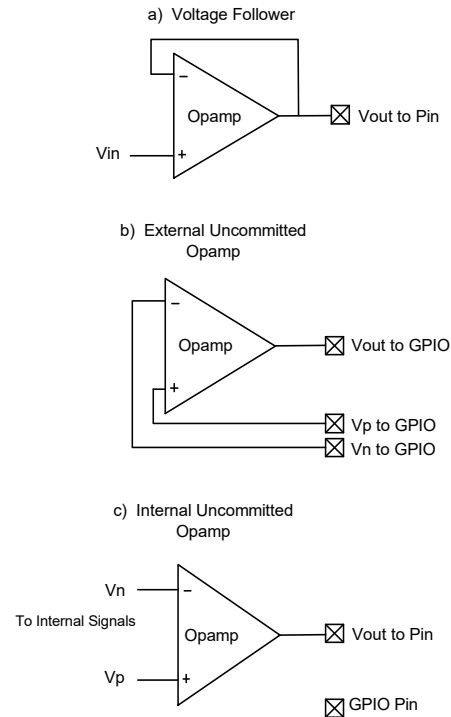 a) Voltage Follower
−
Opamp
Vout to Pin
Vin
+
b) External Uncommitted
Opamp
−
Opamp
Vout to GPIO
+
Vp to GPIO
Vn to GPIO
c) Internal Uncommitted
Opamp
Vn
−
To Internal Signals
Opamp
Vout to Pin
Vp
+
GPIO Pin